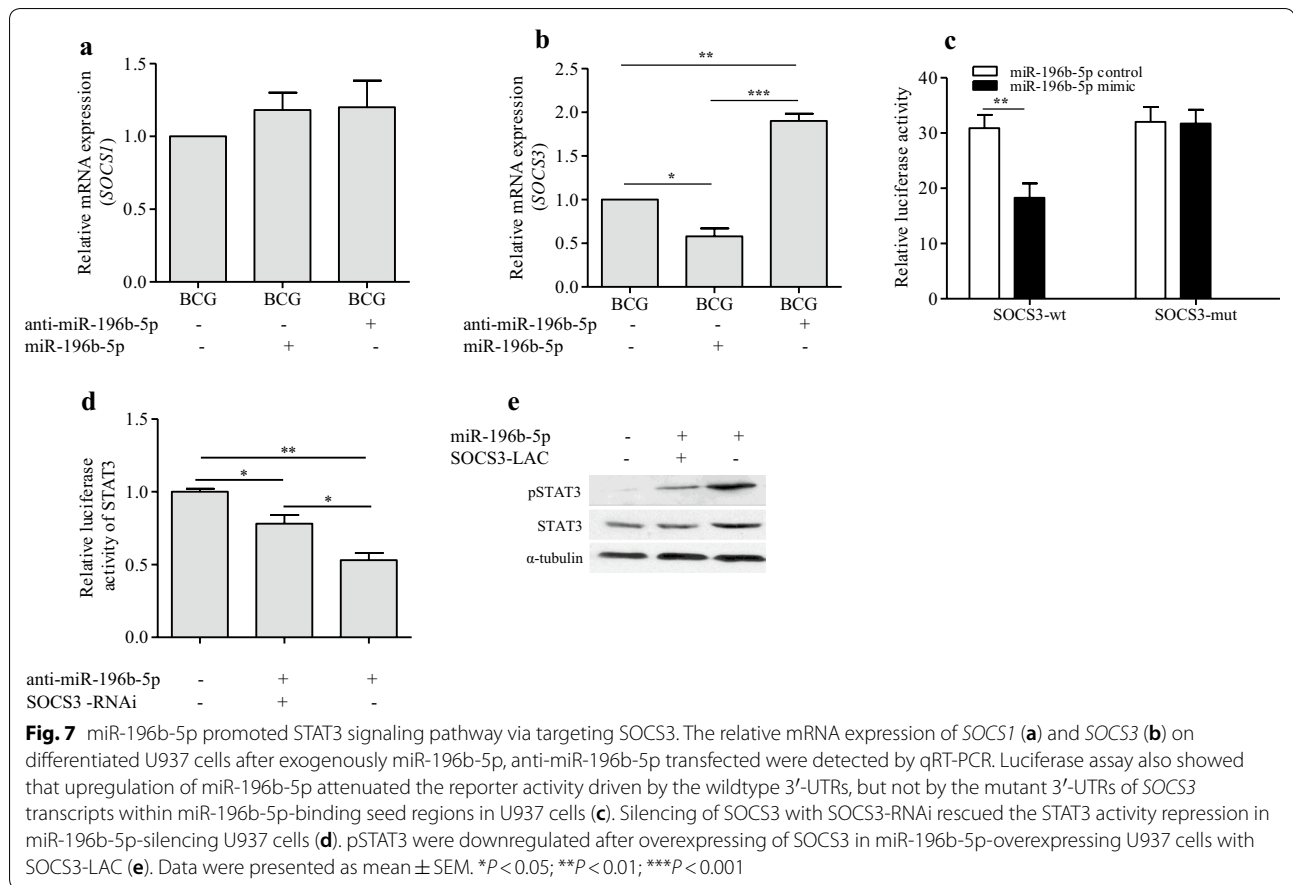 a
Relative mRNA expression
(SOCS1)
1.5
1.0
0.5
0.0
BCG BCG BCG
anti-miR-196b-5p - - +
miR-196b-5p - + -
b
Relative mRNA expression
(SOCS3)
2.5
2.0
1.5
1.0
0.5
0.0
**
***
*
BCG BCG BCG
anti-miR-196b-5p - - +
miR-196b-5p - + -
c
miR-196b-5p control
miR-196b-5p mimic
Relative luciferase activity
40
30
20
10
0
**
SOCS3-wt SOCS3-mut
d
Relative luciferase
activity of STAT3
1.5
1.0
0.5
0.0
**
* *
anti-miR-196b-5p - + +
SOCS3 -RNAi - + -
e
miR-196b-5p - + +
SOCS3-LAC - + -
pSTAT3
STAT3
α-tubulin
Fig. 7 miR-196b-5p promoted STAT3 signaling pathway via targeting SOCS3. The relative mRNA expression of SOCS1 (a) and SOCS3 (b) on
differentiated U937 cells after exogenously miR-196b-5p, anti-miR-196b-5p transfected were detected by qRT-PCR. Luciferase assay also showed
that upregulation of miR-196b-5p attenuated the reporter activity driven by the wildtype 3′-UTRs, but not by the mutant 3′-UTRs of SOCS3
transcripts within miR-196b-5p-binding seed regions in U937 cells (c). Silencing of SOCS3 with SOCS3-RNAi rescued the STAT3 activity repression in
miR-196b-5p-silencing U937 cells (d). pSTAT3 were downregulated after overexpressing of SOCS3 in miR-196b-5p-overexpressing U937 cells with
SOCS3-LAC (e). Data were presented as mean ± SEM. *P < 0.05; **P < 0.01; ***P < 0.001